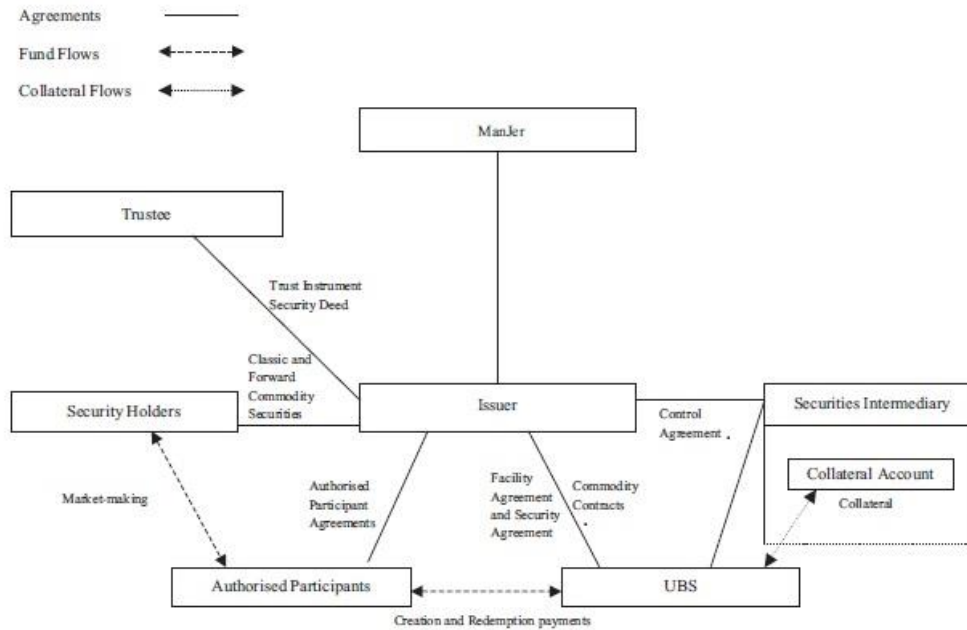 Agreements
Fund Flows
Collateral Flows
ManJer
Trustee
Trust Instrument
Security Deed
Classic and
Forward
Commodity
Securities
Security Holders
Issuer
Control
Agreement
Securities Intermediary
Collateral Account
Collateral
Market-making
Authorised
Participant
Agreements
Facility
Agreement
and Security
Agreement
Commodity
Contracts
Authorised Participants
UBS
Creation and Redemption payments